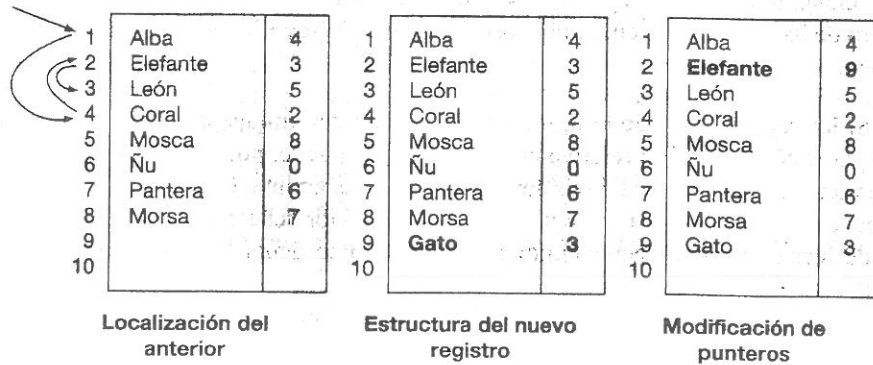 1 Alba 4
2 Elefante 3
3 León 5
4 Coral 2
5 Mosca 8
6 Ñu 0
7 Pantera 6
8 Morsa 7
9
10
Localización del
anterior
1 Alba 4
2 Elefante 3
3 León 5
4 Coral 2
5 Mosca 8
6 Ñu 0
7 Pantera 6
8 Morsa 7
9 Gato 3
10
Estructura del nuevo
registro
1 Alba 4
2 Elefante 9
3 León 5
4 Coral 2
5 Mosca 8
6 Ñu 0
7 Pantera 6
8 Morsa 7
9 Gato 3
10
Modificación de
punteros